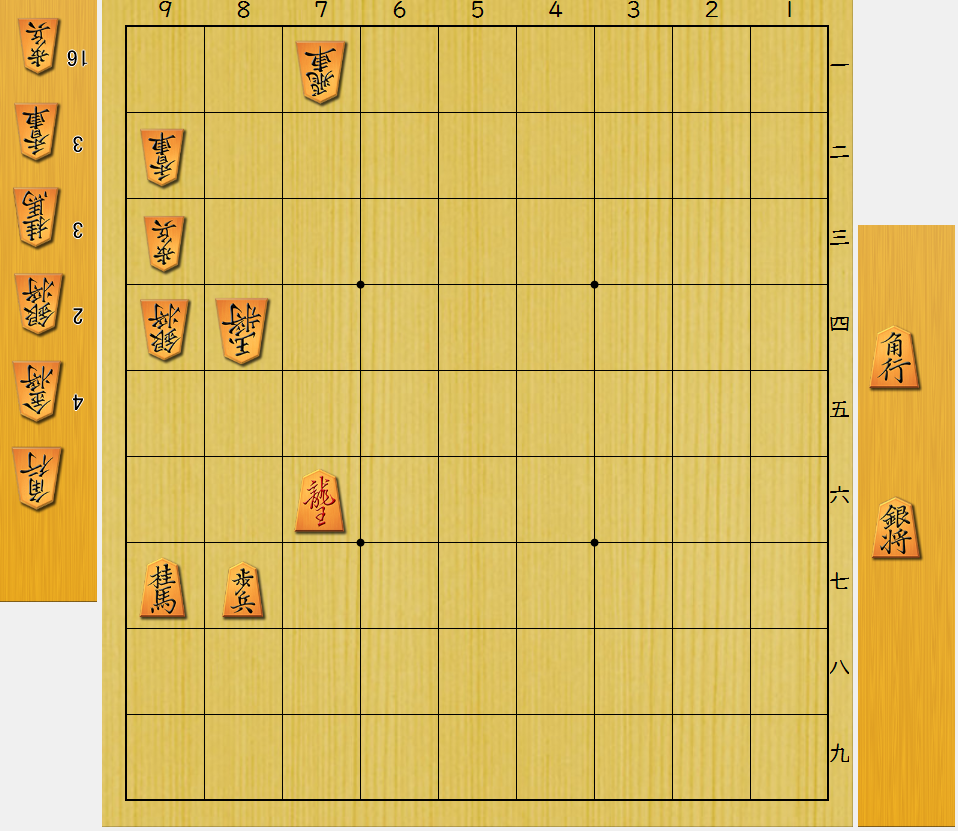 9 8 7 6 5 4 3 2 1
歩兵 16
香車 3
桂馬 3
銀将 2
金将 4
角行
飛車 一
香車 二
歩兵 三
銀将 玉将 四
五
龍王 六
桂馬 歩兵 七
八
九
角行
銀将